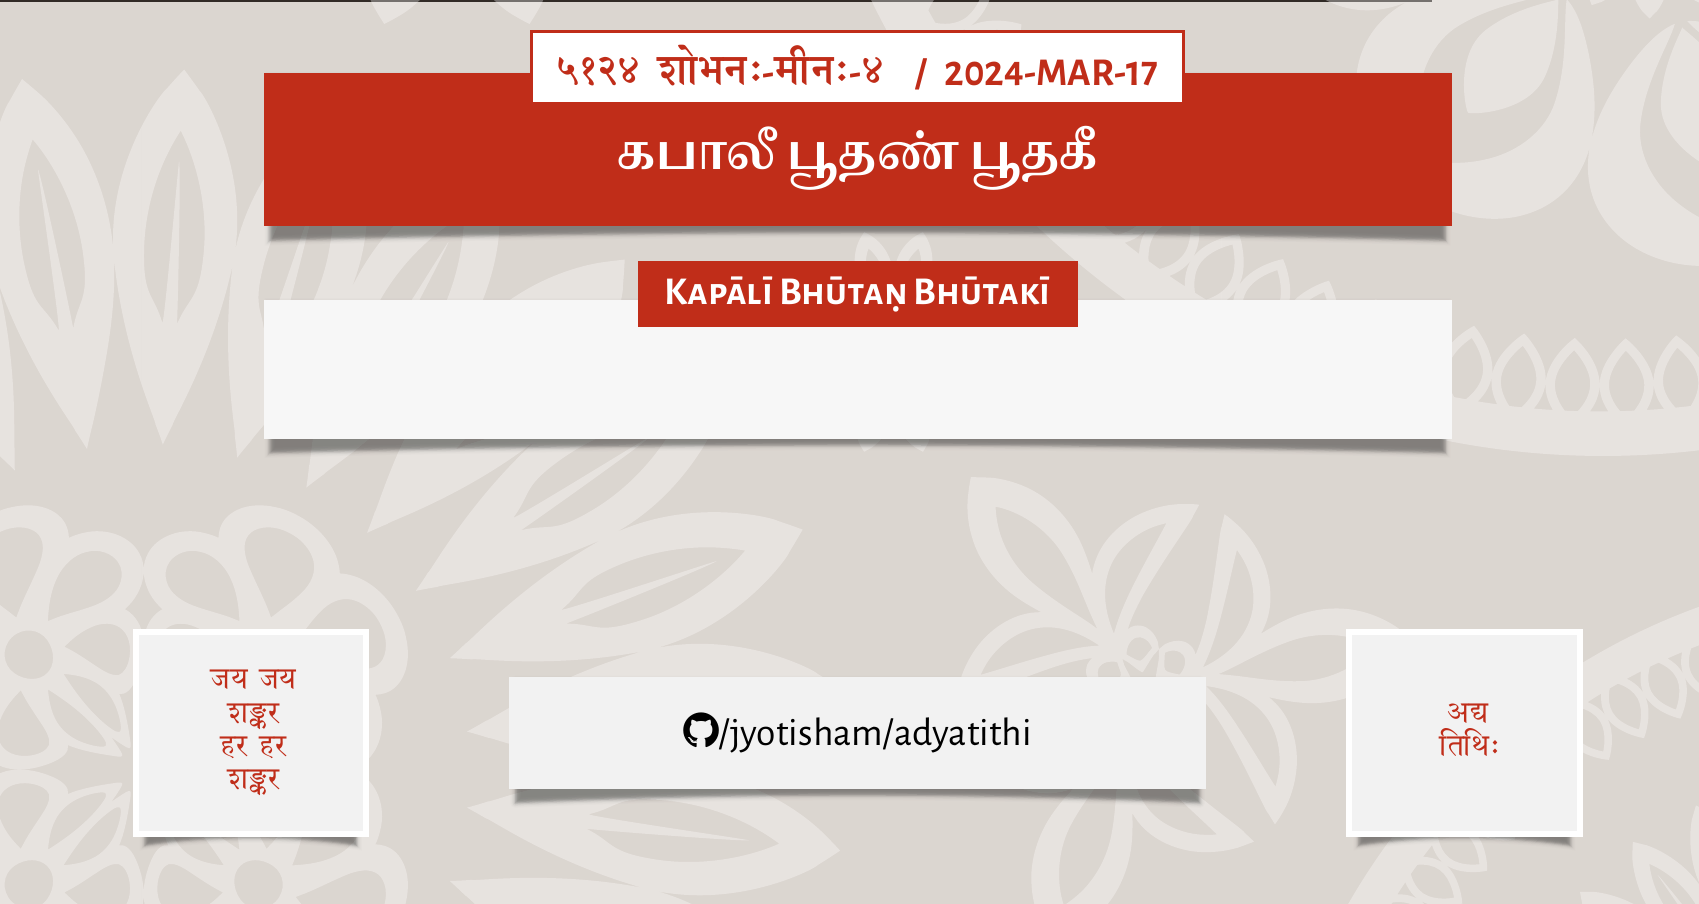 ५१२४ शोभनः-मीनः-४ / 2024-MAR-17
கபாலீ பூதண் பூதகீ
Kapālī Bhūtaṇ Bhūtakī
जय जय
शङ्कर
हर हर
शङ्कर
/jyotisham/adyatithi
अद्य
तिथिः